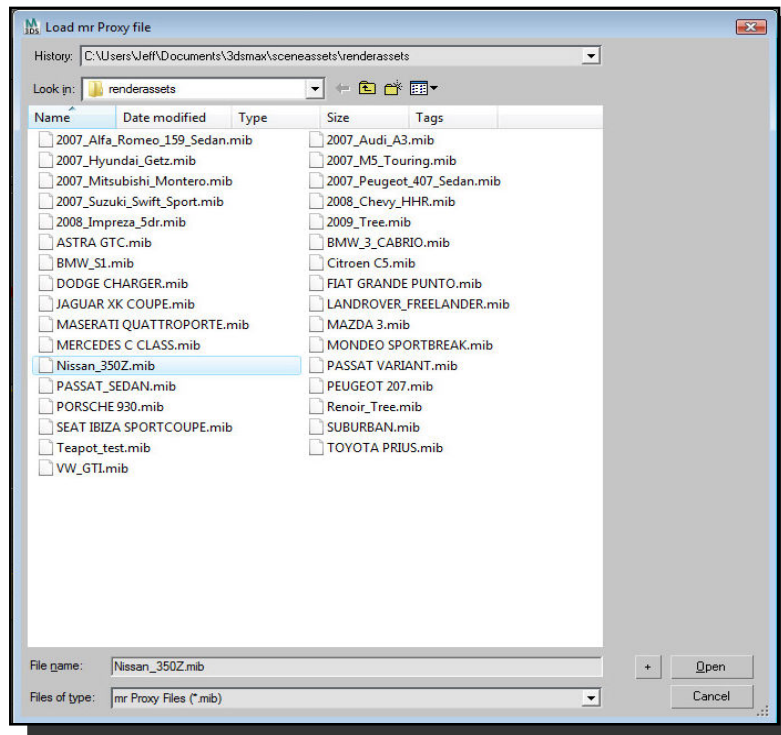 3DS Load mr Proxy file
History: C:\Users\Jeff\Documents\3dsmax\sceneassets\renderassets
Look in: renderassets
Name Date modified Type Size Tags
2007_Alfa_Romeo_159_Sedan.mib 2007_Audi_A3.mib
2007_Hyundai_Getz.mib 2007_M5_Touring.mib
2007_Mitsubishi_Montero.mib 2007_Peugeot_407_Sedan.mib
2007_Suzuki_Swift_Sport.mib 2008_Chevy_HHR.mib
2008_Impreza_5dr.mib 2009_Tree.mib
ASTRA GTC.mib BMW_3_CABRIO.mib
BMW_S1.mib Citroen C5.mib
DODGE CHARGER.mib FIAT GRANDE PUNTO.mib
JAGUAR XK COUPE.mib LANDROVER_FREELANDER.mib
MASERATI QUATTROPORTE.mib MAZDA 3.mib
MERCEDES C CLASS.mib MONDEO SPORTBREAK.mib
Nissan_350Z.mib PASSAT VARIANT.mib
PASSAT_SEDAN.mib PEUGEOT 207.mib
PORSCHE 930.mib Renoir_Tree.mib
SEAT IBIZA SPORTCOUPE.mib SUBURBAN.mib
Teapot_test.mib TOYOTA PRIUS.mib
VW_GTI.mib
File name: Nissan_350Z.mib + Open
Files of type: mr Proxy Files (*.mib) Cancel